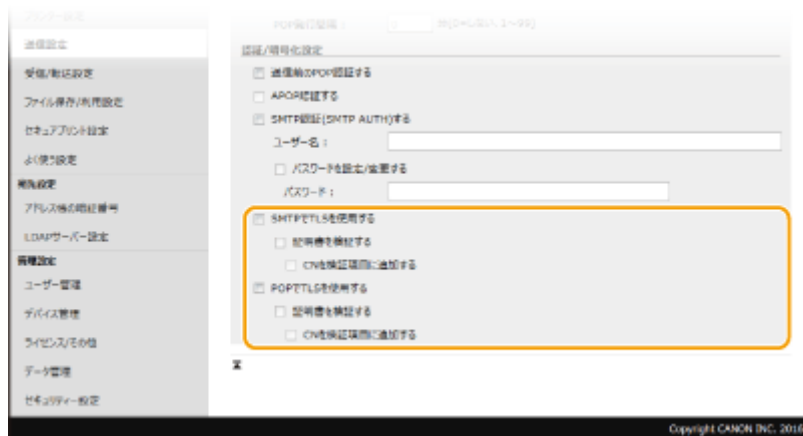 送信設定
受信/転送設定
ファイル保存/利用設定
セキュアプリント設定
よく使う設定
宛先設定
アドレス帳の暗証番号
LDAPサーバー設定
管理設定
ユーザー管理
デバイス管理
ライセンス/その他
データ管理
セキュリティー設定
認証/暗号化設定
送信前のPOP認証する
APOP認証する
SMTP認証(SMTP AUTH)する
ユーザー名：
パスワードを設定/変更する
パスワード：
SMTPでTLSを使用する
証明書を検証する
CNを検証項目に追加する
POPでTLSを使用する
証明書を検証する
CNを検証項目に追加する
Copyright CANON INC. 2016